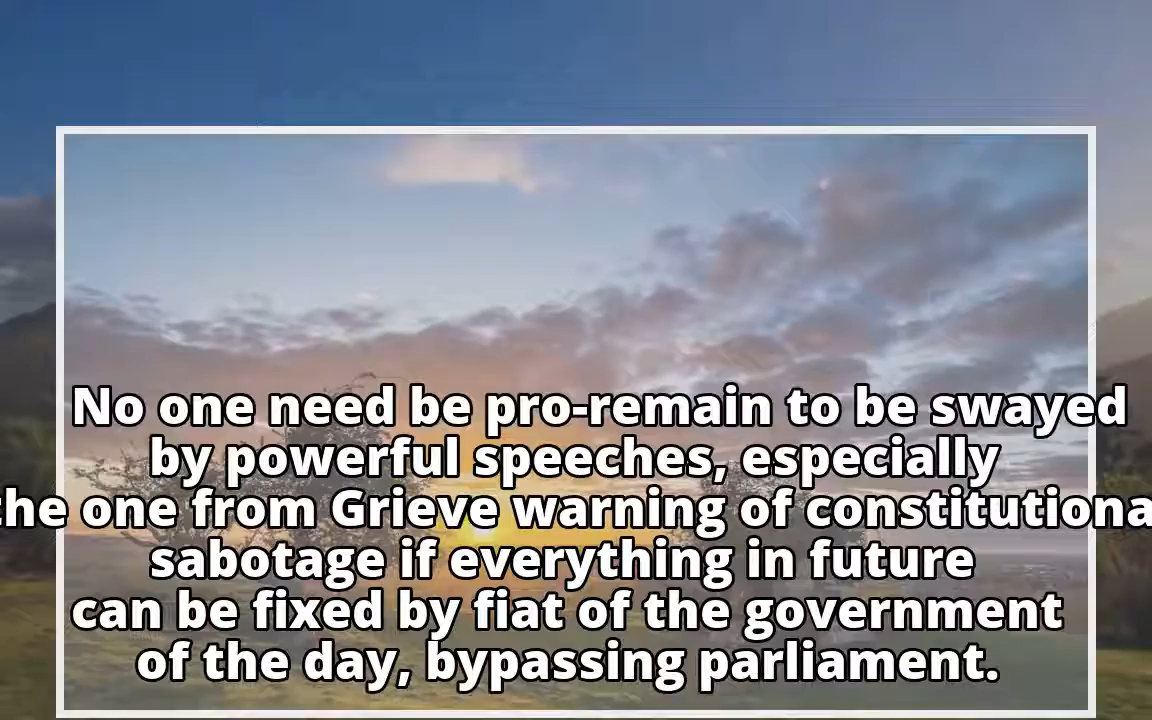 No one need be pro-remain to be swayed
by powerful speeches, especially
the one from Grieve warning of constitutional
sabotage if everything in future
can be fixed by fiat of the government
of the day, bypassing parliament.